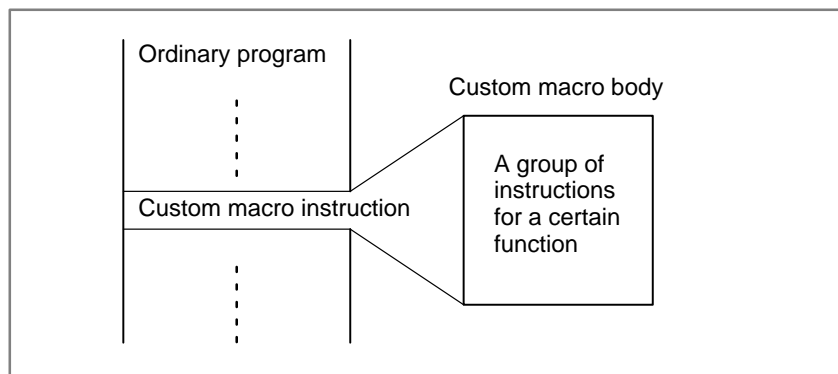 Ordinary program
Custom macro body
A group of
instructions
for a certain
function
Custom macro instruction